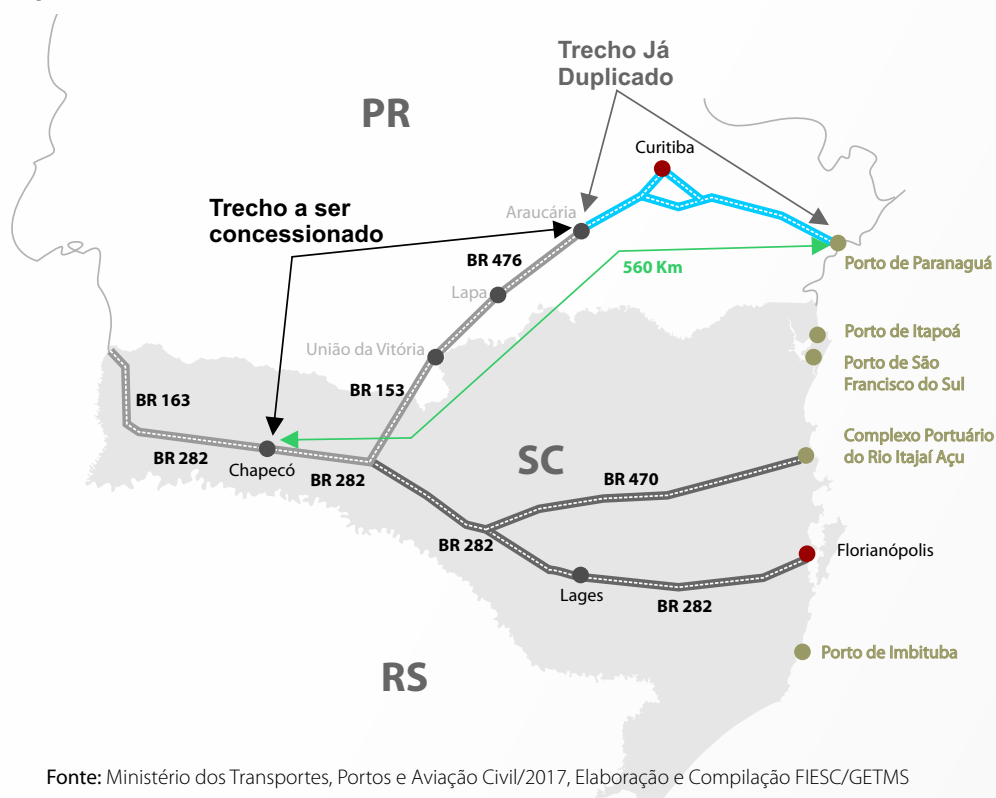 Trecho Já
Duplicado
PR
Curitiba
Trecho a ser
concessionado
Araucária
BR 476
560 Km
Porto de Paranaguá
Lapa
Porto de Itapoá
União da Vitória
Porto de São
Francisco do Sul
BR 153
BR 163
Complexo Portuário
do Rio Itajaí Açu
BR 282
Chapecó
BR 282
SC
BR 470
BR 282
Florianópolis
Lages
BR 282
Porto de Imbituba
RS
Fonte: Ministério dos Transportes, Portos e Aviação Civil/2017, Elaboração e Compilação FIESC/GETMS